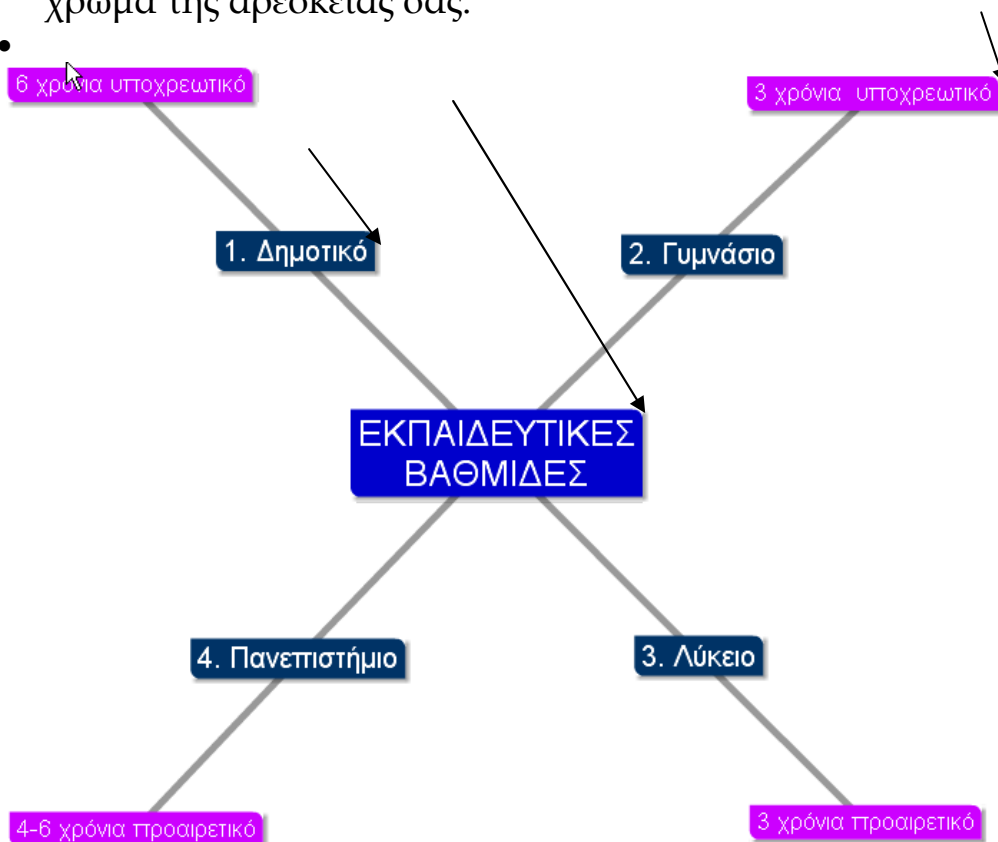 χρώμα της αρεσκείας σας.
•
6 χρόνια υποχρεωτικό
3 χρόνια υποχρεωτικό
1. Δημοτικό
2. Γυμνάσιο
ΕΚΠΑΙΔΕΥΤΙΚΕΣ
ΒΑΘΜΙΔΕΣ
4. Πανεπιστήμιο
3. Λύκειο
4-6 χρόνια προαιρετικό
3 χρόνια προαιρετικό